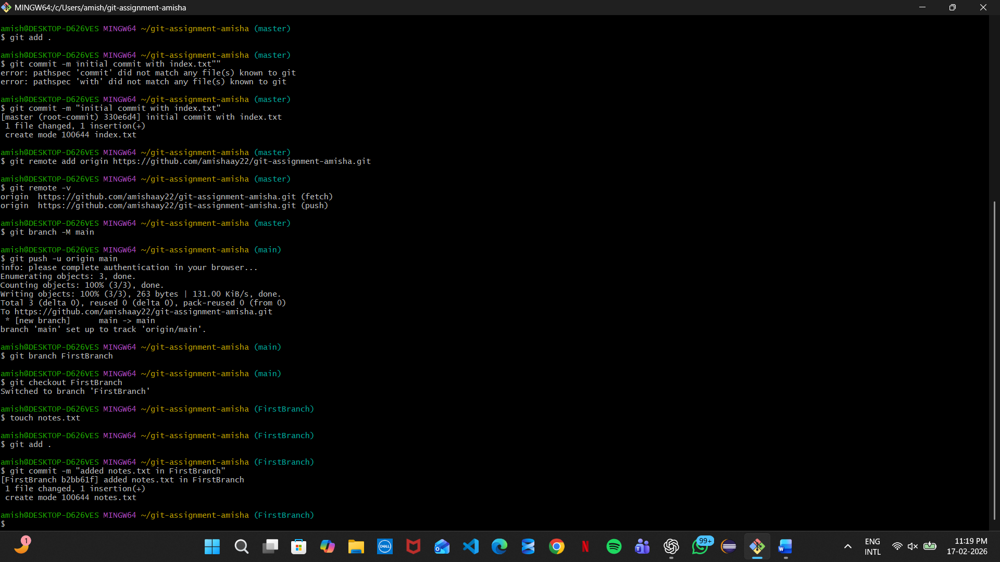 MINGW64:/c/Users/amish/git-assignment-amisha
amish@DESKTOP-D626VES MINGW64 ~/git-assignment-amisha (master)
$ git add .
amish@DESKTOP-D626VES MINGW64 ~/git-assignment-amisha (master)
$ git commit -m ïnitial commit with index.txt""
error: pathspec 'commit' did not match any file(s) known to git
error: pathspec 'with' did not match any file(s) known to git
amish@DESKTOP-D626VES MINGW64 ~/git-assignment-amisha (master)
$ git commit -m "initial commit with index.txt"
[master (root-commit) 330e6d4] initial commit with index.txt
1 file changed, 1 insertion(+)
create mode 100644 index.txt
amish@DESKTOP-D626VES MINGW64 ~/git-assignment-amisha (master)
$ git remote add origin https://github.com/amishaay22/git-assignment-amisha.git
amish@DESKTOP-D626VES MINGW64 ~/git-assignment-amisha (master)
$ git remote -v
origin  https://github.com/amishaay22/git-assignment-amisha.git (fetch)
origin  https://github.com/amishaay22/git-assignment-amisha.git (push)
amish@DESKTOP-D626VES MINGW64 ~/git-assignment-amisha (master)
$ git branch -M main
amish@DESKTOP-D626VES MINGW64 ~/git-assignment-amisha (main)
$ git push -u origin main
info: please complete authentication in your browser...
Enumerating objects: 3, done.
Counting objects: 100% (3/3), done.
Writing objects: 100% (3/3), 263 bytes | 131.00 KiB/s, done.
Total 3 (delta 0), reused 0 (delta 0), pack-reused 0 (from 0)
To https://github.com/amishaay22/git-assignment-amisha.git
* [new branch]      main -> main
branch 'main' set up to track 'origin/main'.
amish@DESKTOP-D626VES MINGW64 ~/git-assignment-amisha (main)
$ git branch FirstBranch
amish@DESKTOP-D626VES MINGW64 ~/git-assignment-amisha (main)
$ git checkout FirstBranch
Switched to branch 'FirstBranch'
amish@DESKTOP-D626VES MINGW64 ~/git-assignment-amisha (FirstBranch)
$ touch notes.txt
amish@DESKTOP-D626VES MINGW64 ~/git-assignment-amisha (FirstBranch)
$ git add .
amish@DESKTOP-D626VES MINGW64 ~/git-assignment-amisha (FirstBranch)
$ git commit -m "added notes.txt in FirstBranch"
[FirstBranch b2bb61f] added notes.txt in FirstBranch
1 file changed, 1 insertion(+)
create mode 100644 notes.txt
amish@DESKTOP-D626VES MINGW64 ~/git-assignment-amisha (FirstBranch)
$
1
DELL
O
N
T
99+
W
ENG
INTL
11:19 PM
17-02-2026